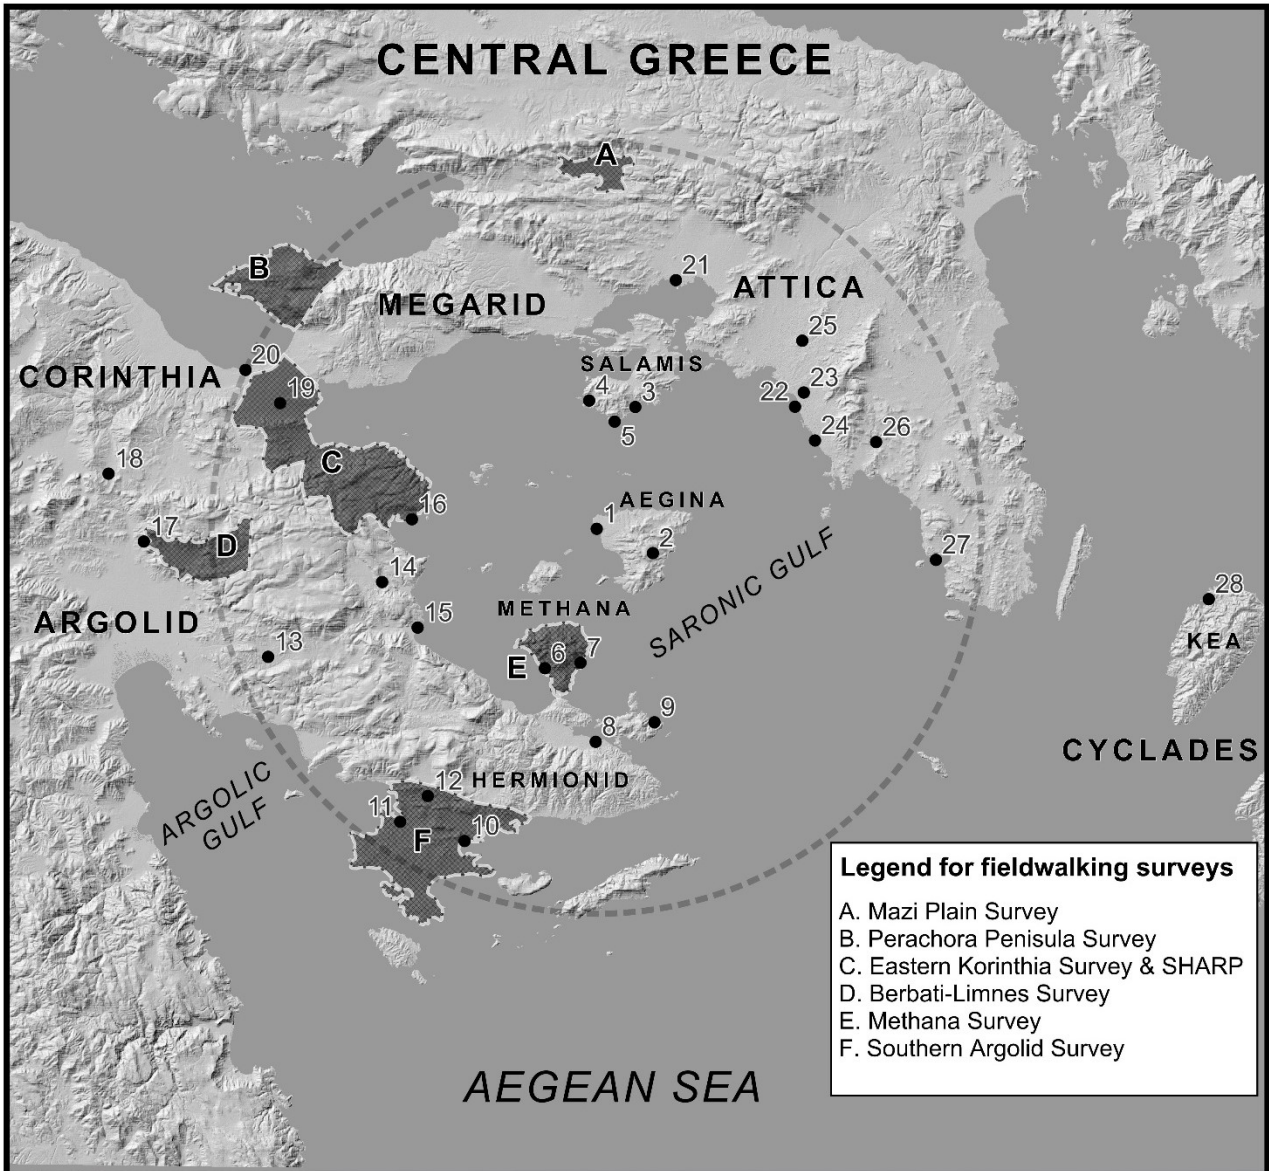 CENTRAL GREECE
A
B
21
MEGARID
ATTICA
25
20
CORINTHIA
SALAMIS
19
4
3
23
22
5
24
26
18
C
16
AEGINA
1
17
D
2
27
14
SARONIC GULF
28
METHANA
ARGOLID
15
KEA
13
6
7
E
9
8
CYCLADES
HERMIONID
12
ARGOLIC
GULF
11
F
10
Legend for fieldwalking surveys
A. Mazi Plain Survey
B. Perachora Penisula Survey
C. Eastern Korinthia Survey & SHARP
D. Berbati-Limnes Survey
E. Methana Survey
F. Southern Argolid Survey
AEGEAN SEA